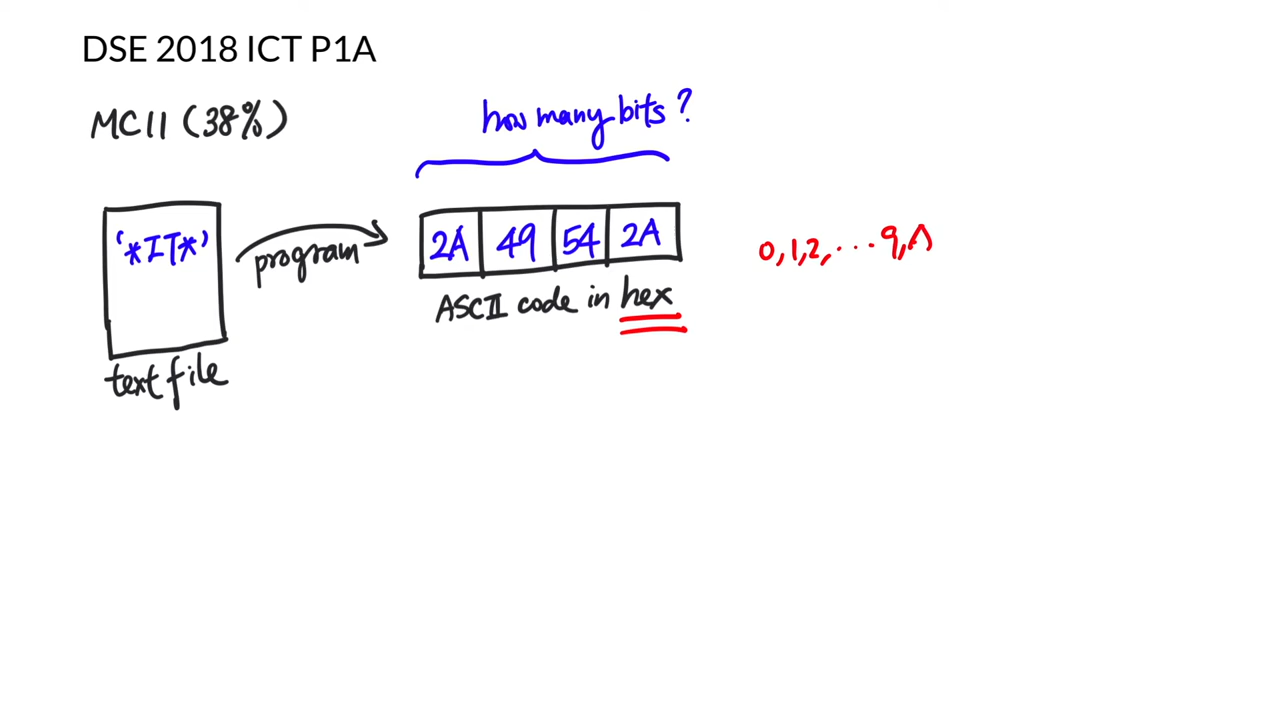 DSE 2018 ICT P1A
MC11 (38%)
how many bits?
'*IT*'
program
2A 49 54 2A
0,1,2, ... 9, A
ASCII code in hex
text file